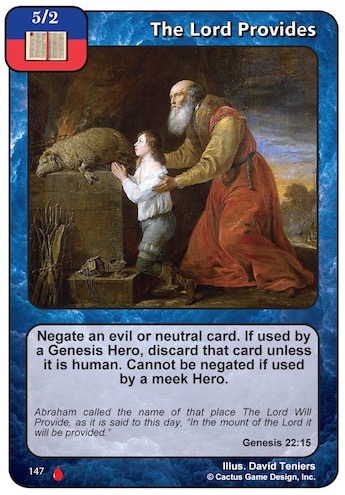 5/2
The Lord Provides
Negate an evil or neutral card. If used by
a Genesis Hero, discard that card unless
it is human. Cannot be negated if used
by a meek Hero.
Abraham called the name of that place The Lord Will
Provide, as it is said to this day, "In the mount of the Lord it
will be provided."
Genesis 22:15
147
Illus. David Teniers
© Cactus Game Design, Inc.